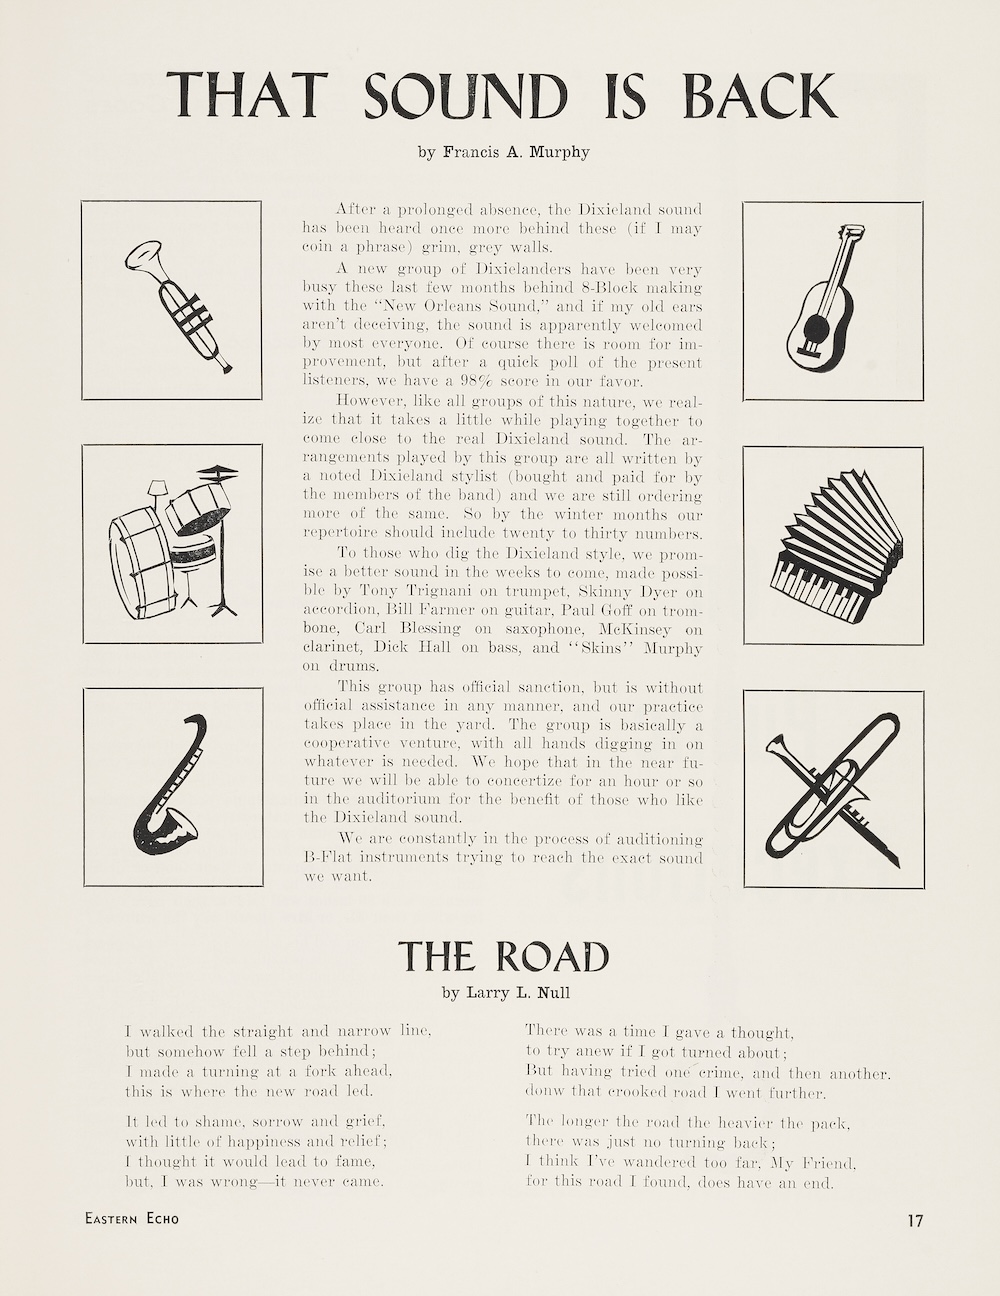 THAT SOUND IS BACK
by Francis A. Murphy
After a prolonged absence, the Dixieland sound
has been heard once more behind these (if I may
coin a phrase) grim, grey walls.
A new group of Dixielanders have been very
busy these last few months behind 8-Block making
with the "New Orleans Sound," and if my old ears
aren't deceiving, the sound is apparently welcomed
by most everyone. Of course there is room for im-
provement, but after a quick poll of the present
listeners, we have a 98% score in our favor.
However, like all groups of this nature, we real-
ize that it takes a little while playing together to
come close to the real Dixieland sound. The ar-
rangements played by this group are all written by
a noted Dixieland stylist (bought and paid for by
the members of the band) and we are still ordering
more of the same. So by the winter months our
repertoire should include twenty to thirty numbers.
To those who dig the Dixieland style, we prom-
ise a better sound in the weeks to come, made possi-
ble by Tony Trignani on trumpet, Skinny Dyer on
accordion, Bill Farmer on guitar, Paul Goff on trom-
bone, Carl Blessing on saxophone, McKinsey on
clarinet, Dick Hall on bass, and "Skins" Murphy
on drums.
This group has official sanction, but is without
official assistance in any manner, and our practice
takes place in the yard. The group is basically a
cooperative venture, with all hands digging in on
whatever is needed. We hope that in the near fu-
ture we will be able to concertize for an hour or so
in the auditorium for the benefit of those who like
the Dixieland sound.
We are constantly in the process of auditioning
B-Flat instruments trying to reach the exact sound
we want.
THE ROAD
by Larry L. Null
I walked the straight and narrow line,
but somehow fell a step behind;
I made a turning at a fork ahead,
this is where the new road led.
It led to shame, sorrow and grief,
with little of happiness and relief;
I thought it would lead to fame,
but, I was wrong—it never came.
There was a time I gave a thought,
to try anew if I got turned about;
But having tried one crime, and then another.
donw that crooked road I went further.
The longer the road the heavier the pack,
there was just no turning back;
I think I've wandered too far, My Friend,
for this road I found, does have an end.
EASTERN ECHO
17